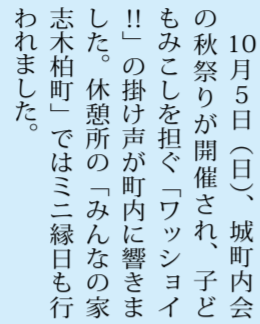 10月5日（日）、城町内会
の秋祭りが開催され、子ど
もみこしを担ぐ「ワッショイ
!!」の掛け声が町内に響きま
した。休憩所の「みんなの家
志木柏町」ではミニ縁日も行
われました。